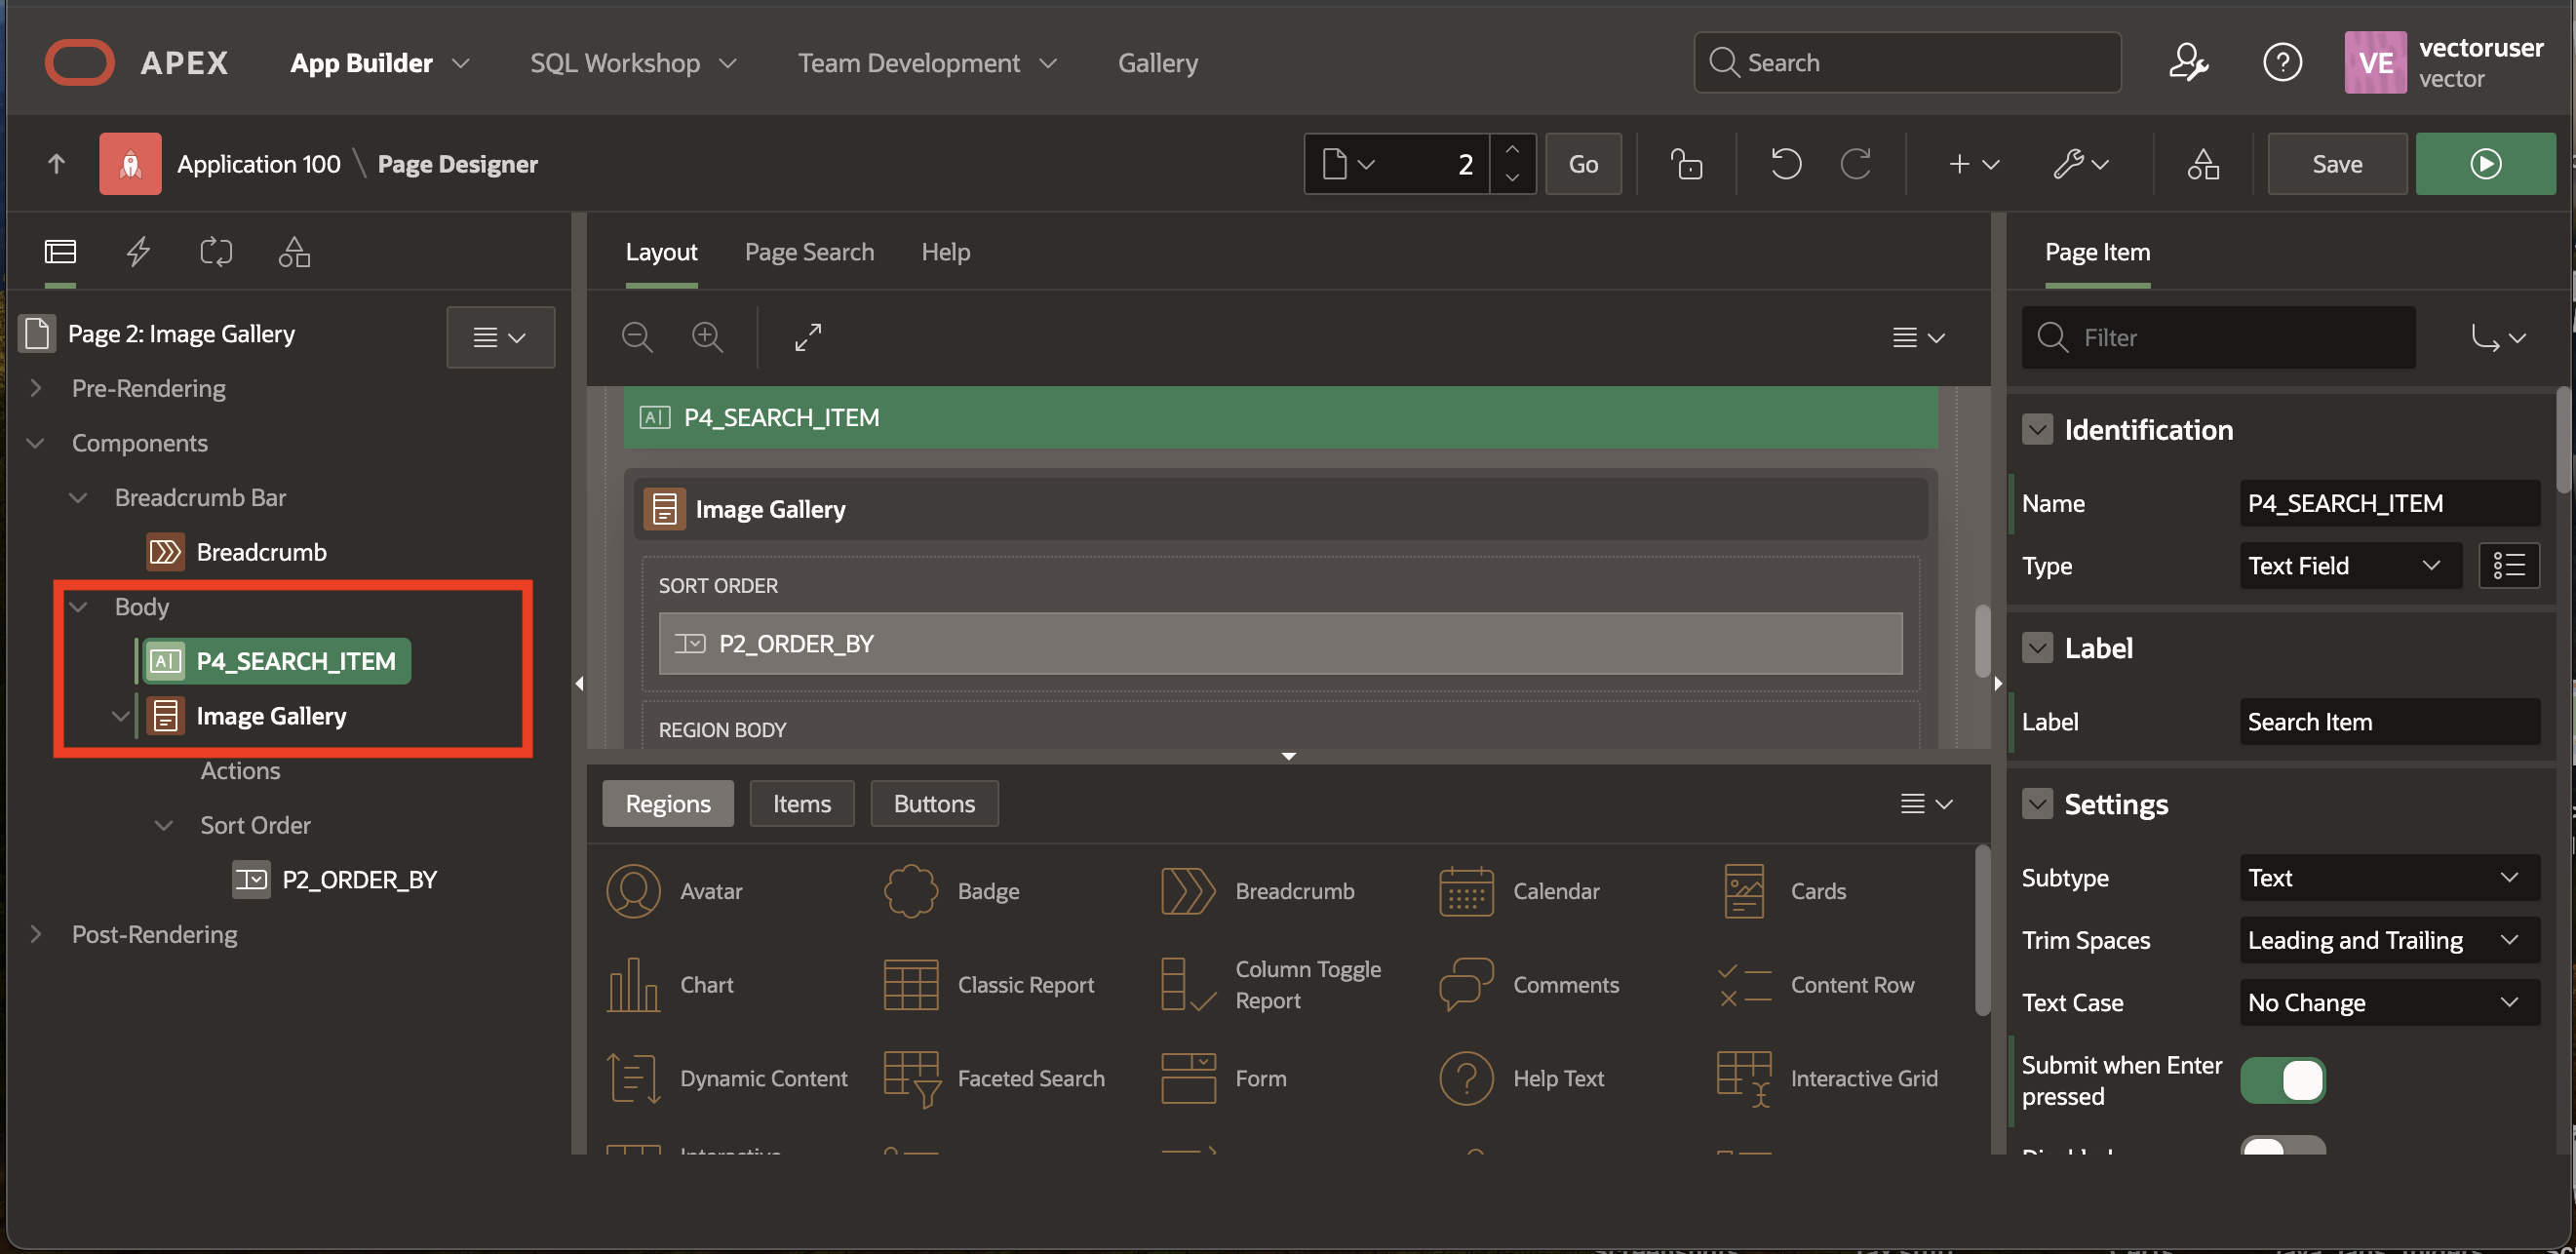 APEX
App Builder
SQL Workshop
Team Development
Gallery
Search
VE
vectoruser
vector
Application 100 \ Page Designer
2
Go
Save
Page 2: Image Gallery
Pre-Rendering
Components
Breadcrumb Bar
Breadcrumb
Body
P4_SEARCH_ITEM
Image Gallery
Actions
Sort Order
P2_ORDER_BY
Post-Rendering
Layout
Page Search
Help
P4_SEARCH_ITEM
Image Gallery
SORT ORDER
P2_ORDER_BY
REGION BODY
Regions
Items
Buttons
Avatar
Badge
Breadcrumb
Calendar
Cards
Chart
Classic Report
Column Toggle
Report
Comments
Content Row
Dynamic Content
Faceted Search
Form
Help Text
Interactive Grid
Interactive
Page Item
Filter
Identification
Name
P4_SEARCH_ITEM
Type
Text Field
Label
Label
Search Item
Settings
Subtype
Text
Trim Spaces
Leading and Trailing
Text Case
No Change
Submit when Enter
pressed